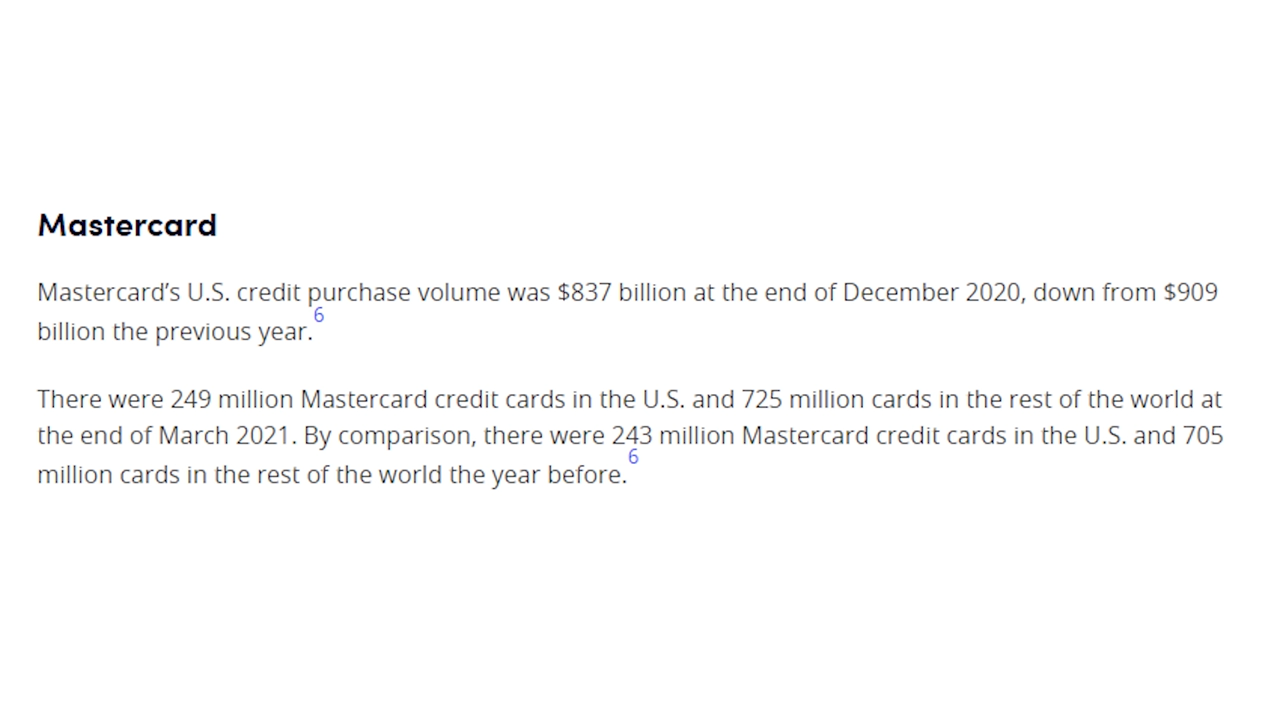 Mastercard
Mastercard’s U.S. credit purchase volume was $837 billion at the end of December 2020, down from $909
billion the previous year.6
There were 249 million Mastercard credit cards in the U.S. and 725 million cards in the rest of the world at
the end of March 2021. By comparison, there were 243 million Mastercard credit cards in the U.S. and 705
million cards in the rest of the world the year before.6